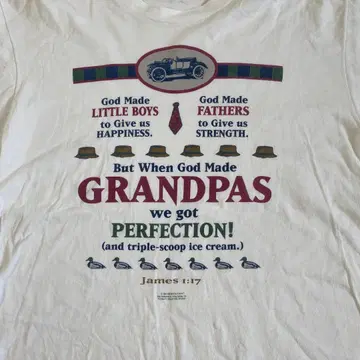 God Made
LITTLE BOYS
to Give us
HAPPINESS.
God Made
FATHERS
to Give us
STRENGTH.
But When God Made
GRANDPAS
we got
PERFECTION!
(and triple-scoop ice cream.)
James 1:17